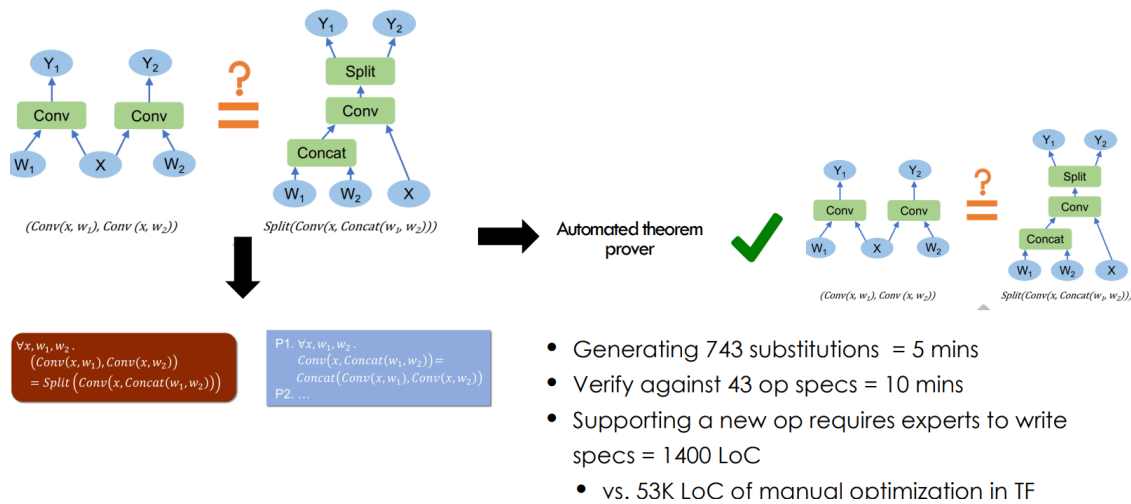 Y1
Y2
?
Conv
Conv
W1
X
W2
(Conv(x, w1), Conv (x, w2))
Y1
Y2
Split
Conv
Concat
W1
W2
X
Split(Conv(x, Concat(w1, w2)))
Automated theorem
prover
Y1
Y2
?
Conv
Conv
W1
X
W2
(Conv(x, w1), Conv (x, w2))
Y1
Y2
Split
Conv
Concat
W1
W2
X
Split(Conv(x, Concat(w1, w2)))
∀x, w1, w2 .
(Conv(x, w1), Conv(x, w2))
= Split (Conv(x, Concat(w1, w2)))
P1. ∀x, w1, w2 .
Conv(x, Concat(w1, w2)) =
Concat(Conv(x, w1), Conv(x, w2))
P2. ...
• Generating 743 substitutions = 5 mins
• Verify against 43 op specs = 10 mins
• Supporting a new op requires experts to write
specs = 1400 LoC
• vs. 53K LoC of manual optimization in TF